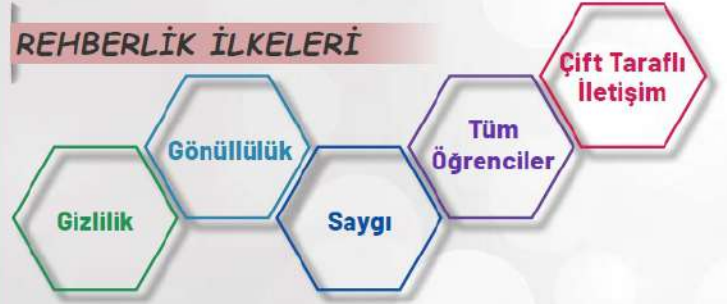 REHBERLİK İLKELERİ
Gizlilik
Gönüllülük
Saygı
Tüm
Öğrenciler
Çift Taraflı
İletişim